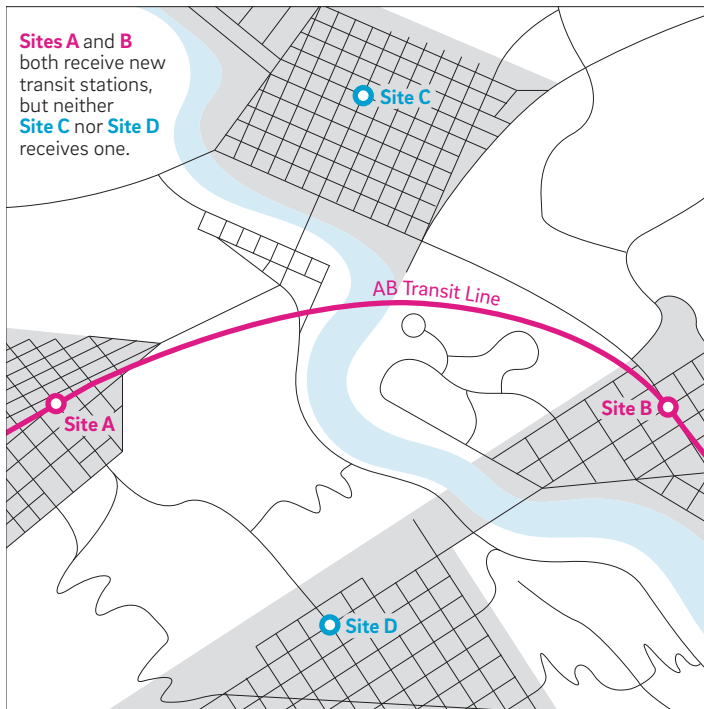 Sites A and B
both receive new
transit stations,
but neither
Site C nor Site D
receives one.
Site C
AB Transit Line
Site B
Site A
Site D